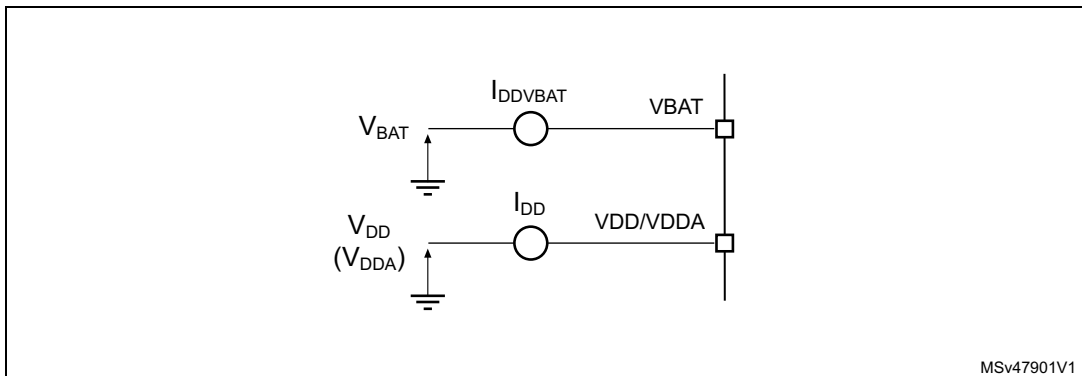 IDDVBAT
VBAT
VBAT
IDD
VDD/VDDA
VDD
(VDDA)
MSv47901V1